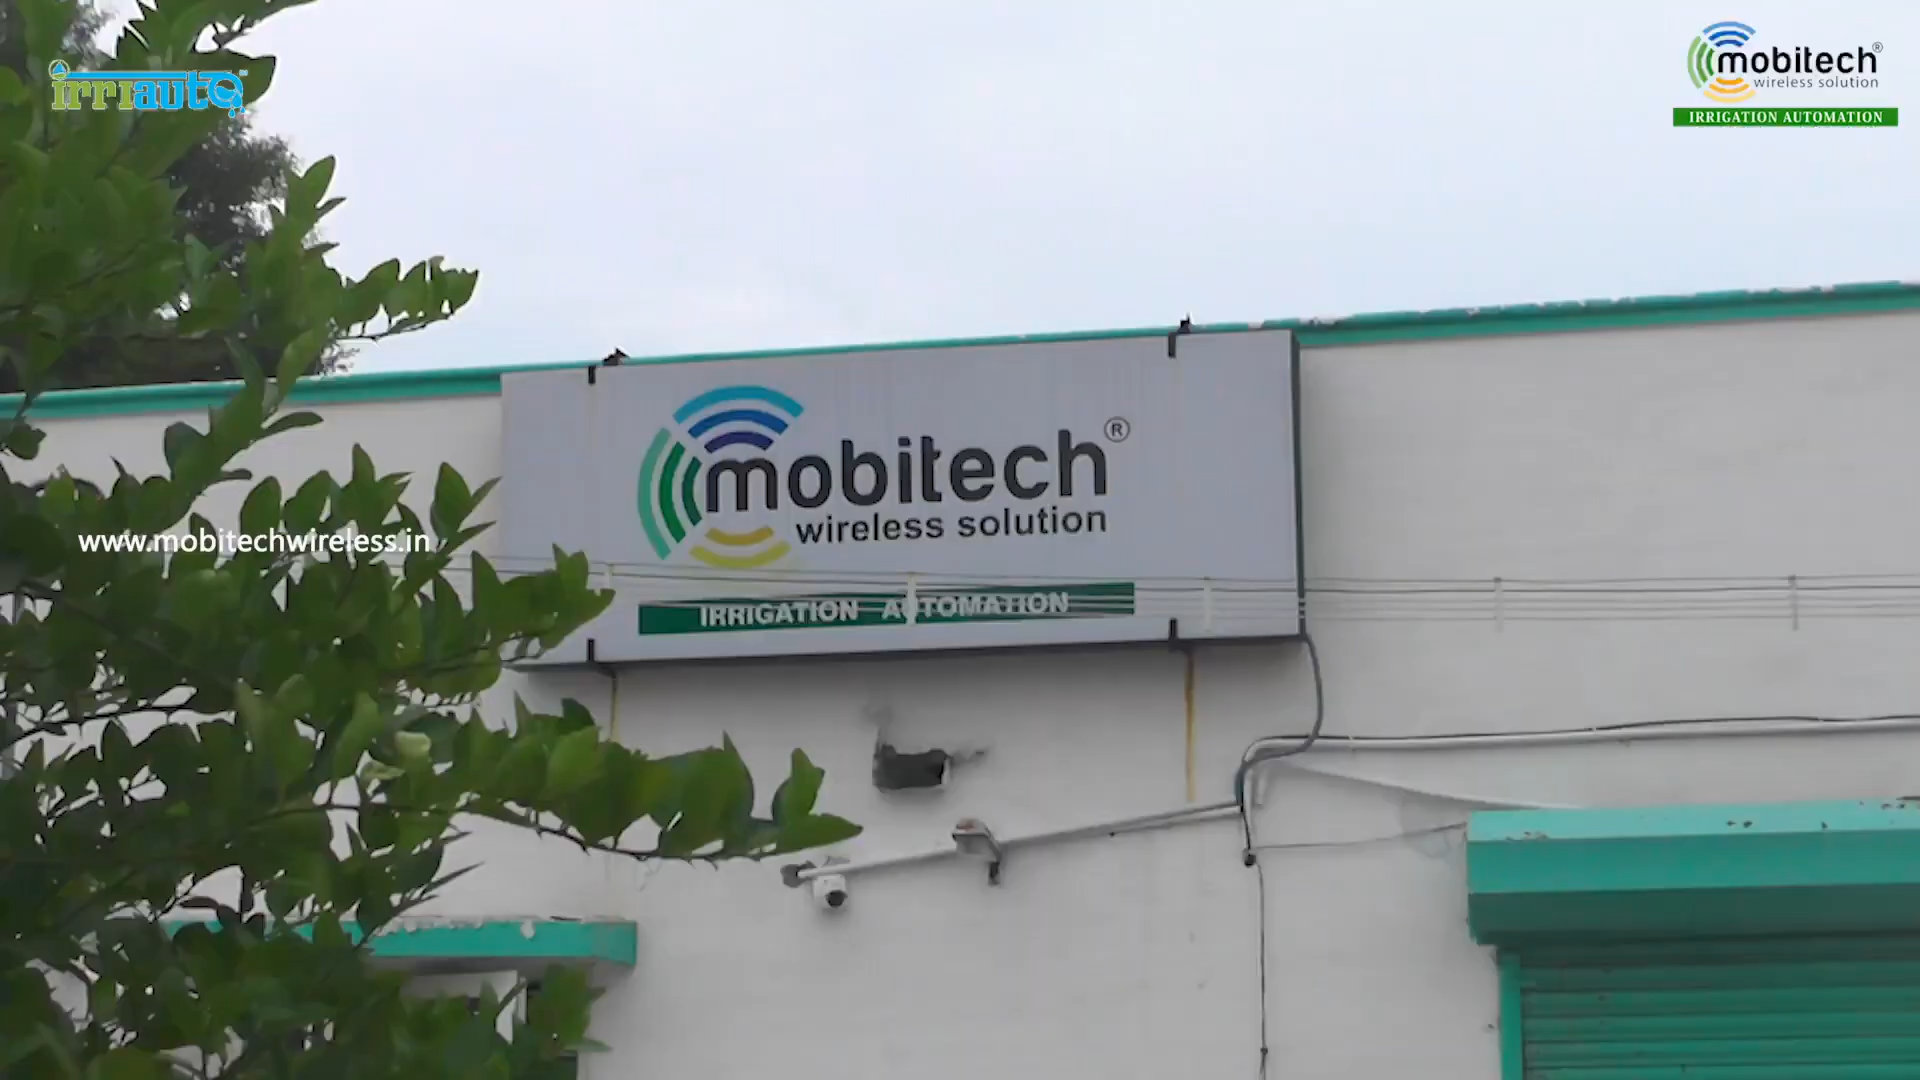 irriauto
mobitech®
wireless solution
IRRIGATION AUTOMATION
mobitech®
wireless solution
IRRIGATION AUTOMATION
www.mobitechwireless.in